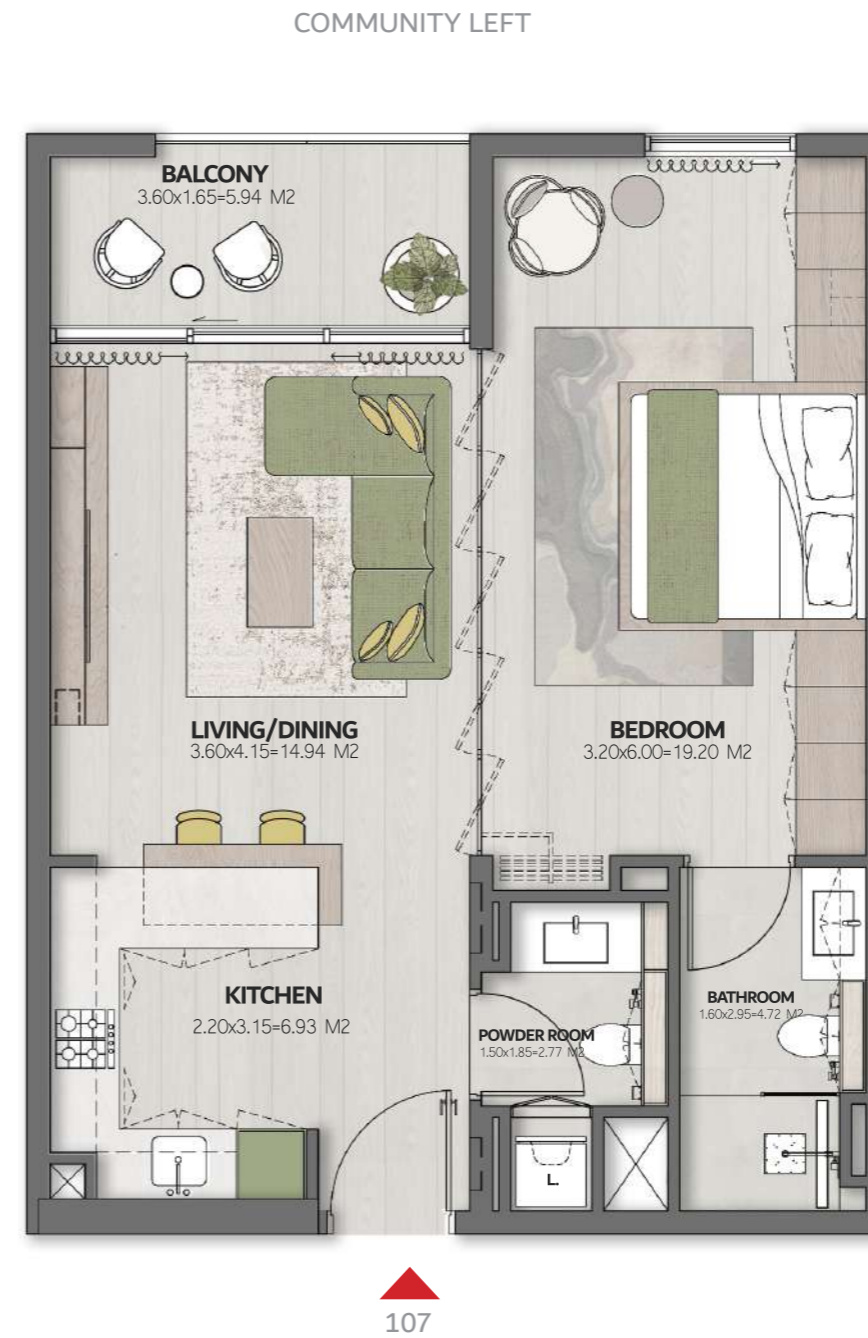 COMMUNITY LEFT
BALCONY
3.60x1.65=5.94 M2
LIVING/DINING
3.60x4.15=14.94 M2
BEDROOM
3.20x6.00=19.20 M2
KITCHEN
2.20x3.15=6.93 M2
POWDER ROOM
1.50x1.85=2.77 M2
BATHROOM
1.60x2.95=4.72 M2
L.
107